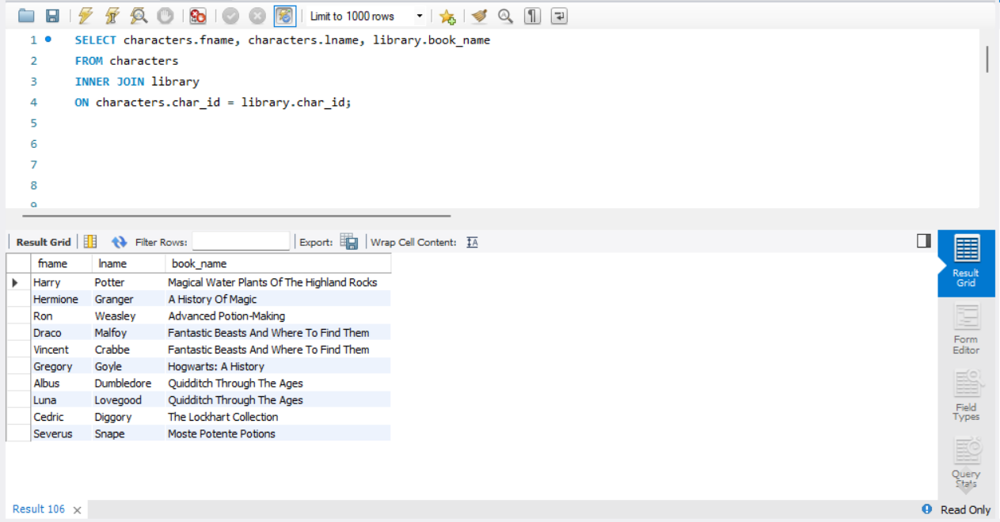 Limit to 1000 rows
1 SELECT characters.fname, characters.lname, library.book_name
2 FROM characters
3 INNER JOIN library
4 ON characters.char_id = library.char_id;
5
6
7
8
9
Result Grid Filter Rows: Export: Wrap Cell Content:
fname lname book_name
Harry Potter Magical Water Plants Of The Highland Rocks
Hermione Granger A History Of Magic
Ron Weasley Advanced Potion-Making
Draco Malfoy Fantastic Beasts And Where To Find Them
Vincent Crabbe Fantastic Beasts And Where To Find Them
Gregory Goyle Hogwarts: A History
Albus Dumbledore Quidditch Through The Ages
Luna Lovegood Quidditch Through The Ages
Cedric Diggory The Lockhart Collection
Severus Snape Moste Potente Potions
Result
Grid
Form
Editor
Field
Types
Query
Stats
Result 106
Read Only